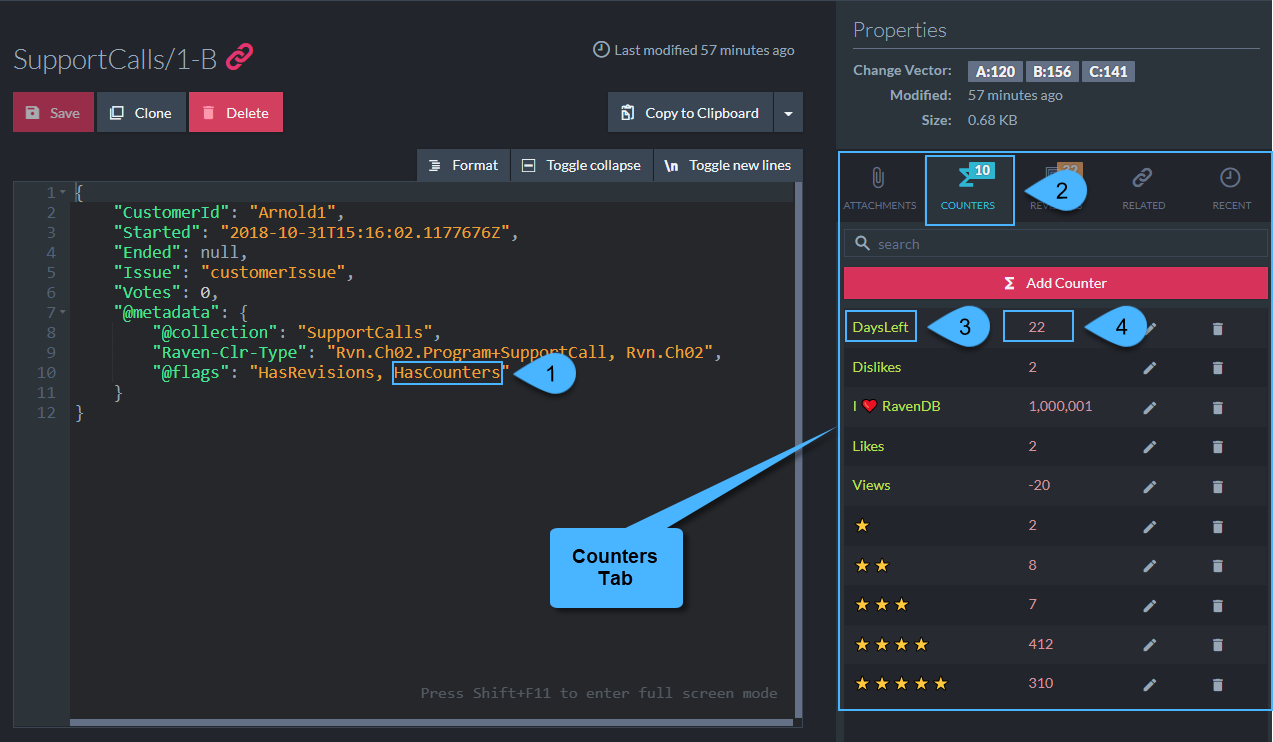 SupportCalls/1-B
Last modified 57 minutes ago
Save
Clone
Delete
Copy to Clipboard
Format
Toggle collapse
\n Toggle new lines
1 {
2 "CustomerId": "Arnold1",
3 "Started": "2018-10-31T15:16:02.1177676Z",
4 "Ended": null,
5 "Issue": "customerIssue",
6 "Votes": 0,
7 "@metadata": {
8 "@collection": "SupportCalls",
9 "Raven-Clr-Type": "Rvn.Ch02.Program+SupportCall, Rvn.Ch02",
10 "@flags": "HasRevisions, HasCounters"
11 }
12 }
1
Counters
Tab
Press Shift+F11 to enter full screen mode
Properties
Change Vector: A:120 B:156 C:141
Modified: 57 minutes ago
Size: 0.68 KB
ATTACHMENTS
10
COUNTERS
2
RELATED
RECENT
search
Σ Add Counter
DaysLeft 3 22 4
Dislikes 2
I ❤ RavenDB 1,000,001
Likes 2
Views -20
★ 2
★ ★ 8
★ ★ ★ 7
★ ★ ★ ★ 412
★ ★ ★ ★ ★ 310